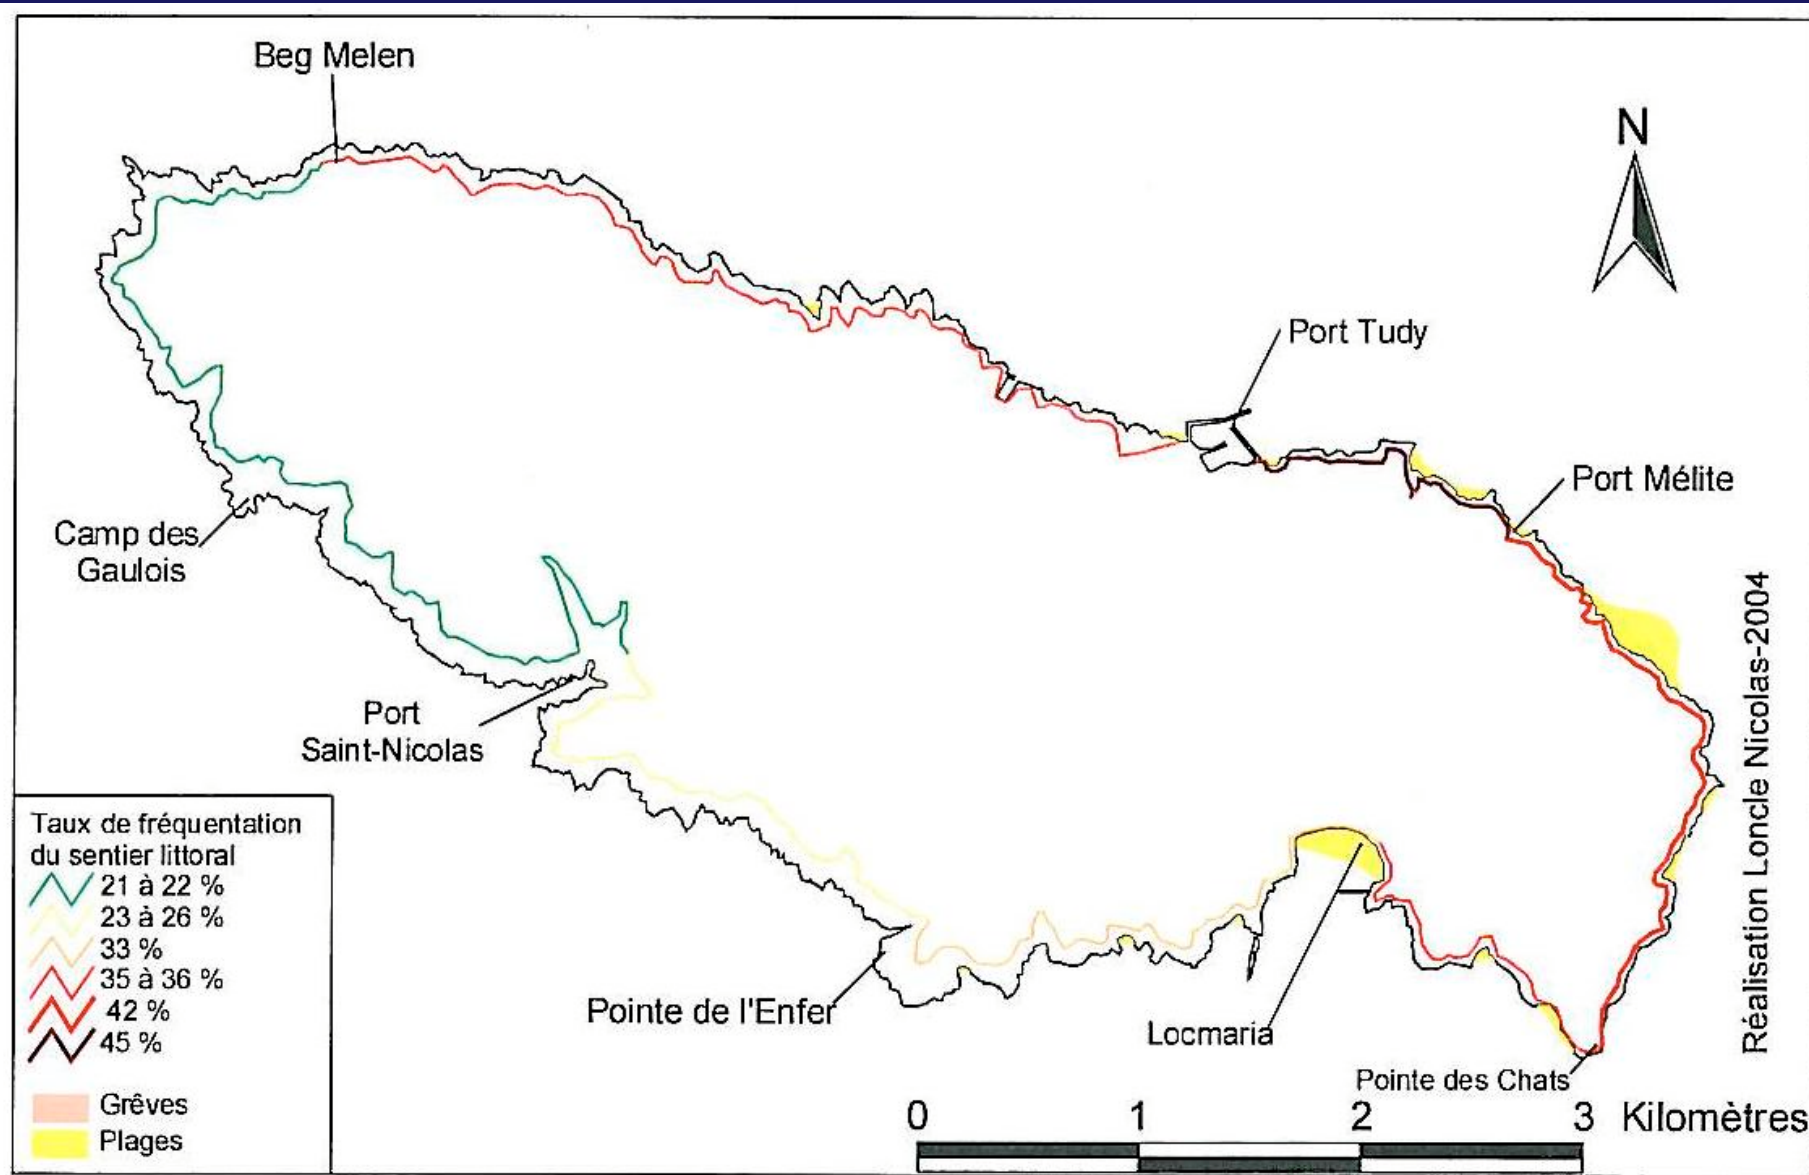 Beg Melen
N
Port Tudy
Port Mélite
Camp des
Gaulois
Port
Saint-Nicolas
Pointe de l'Enfer
Locmaria
Pointe des Chats
Réalisation Loncle Nicolas-2004
Taux de fréquentation
du sentier littoral
21 à 22 %
23 à 26 %
33 %
35 à 36 %
42 %
45 %
Grêves
Plages
0 1 2 3 Kilomètres